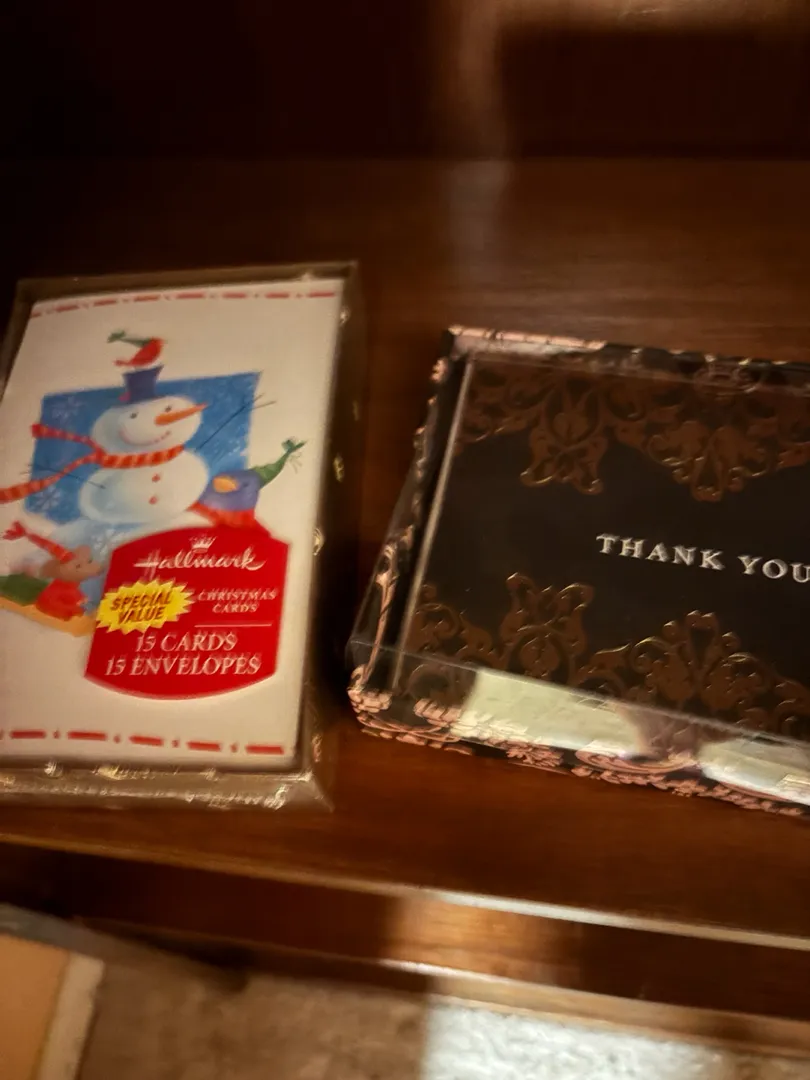 Hallmark
SPECIAL
VALUE
CHRISTMAS
CARDS
15 CARDS
15 ENVELOPES
THANK YOU